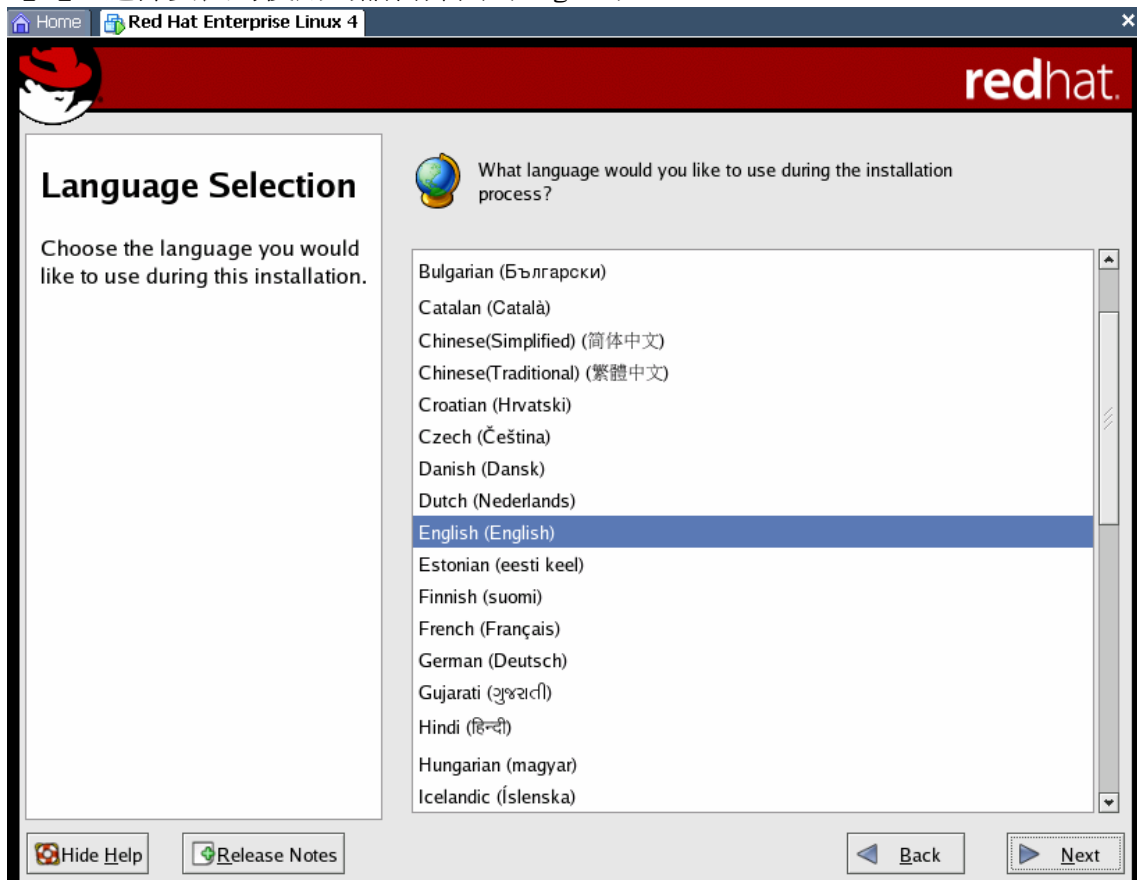 Home
Red Hat Enterprise Linux 4
redhat.
Language Selection
Choose the language you would
like to use during this installation.
What language would you like to use during the installation
process?
Bulgarian (Български)
Catalan (Català)
Chinese(Simplified) (简体中文)
Chinese(Traditional) (繁體中文)
Croatian (Hrvatski)
Czech (Čeština)
Danish (Dansk)
Dutch (Nederlands)
English (English)
Estonian (eesti keel)
Finnish (suomi)
French (Français)
German (Deutsch)
Gujarati (ગુજરાતી)
Hindi (हिन्दी)
Hungarian (magyar)
Icelandic (Íslenska)
Hide Help
Release Notes
Back
Next